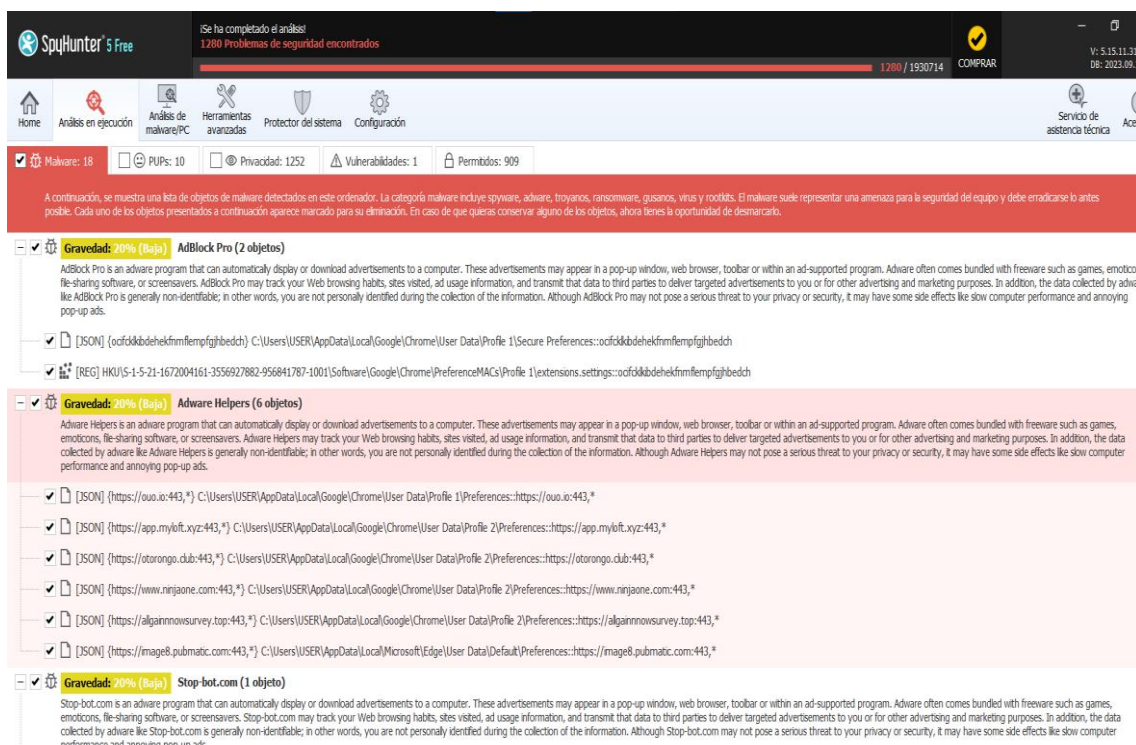 SpyHunter® 5 Free
¡Se ha completado el análisis!
1280 Problemas de seguridad encontrados
1280 / 1930714
COMPRAR
V: 5.15.11.31
DB: 2023.09.
Home
Análisis en ejecución
Análisis de malware/PC
Herramientas avanzadas
Protector del sistema
Configuración
Servicio de asistencia técnica
Ace
Malware: 18
PUPs: 10
Privacidad: 1252
Vulnerabilidades: 1
Permitidos: 909
A continuación, se muestra una lista de objetos de malware detectados en este ordenador. La categoría malware incluye spyware, adware, troyanos, ransomware, gusanos, virus y rootkits. El malware suele representar una amenaza para la seguridad del equipo y debe erradicarse lo antes
posible. Cada uno de los objetos presentados a continuación aparece marcado para su eliminación. En caso de que quieras conservar alguno de los objetos, ahora tienes la oportunidad de desmarcarlo.
Gravedad: 20% (Baja) AdBlock Pro (2 objetos)
AdBlock Pro is an adware program that can automatically display or download advertisements to a computer. These advertisements may appear in a pop-up window, web browser, toolbar or within an ad-supported program. Adware often comes bundled with freeware such as games, emotico
file-sharing software, or screensavers. AdBlock Pro may track your Web browsing habits, sites visited, ad usage information, and transmit that data to third parties to deliver targeted advertisements to you or for other advertising and marketing purposes. In addition, the data collected by adwa
like AdBlock Pro is generally non-identifiable; in other words, you are not personally identified during the collection of the information. Although AdBlock Pro may not pose a serious threat to your privacy or security, it may have some side effects like slow computer performance and annoying
pop-up ads.
[JSON] {ocifcklkibdehekfnmflempfgjhbedch} C:\Users\USER\AppData\Local\Google\Chrome\User Data\Profile 1\Secure Preferences::ocifcklkibdehekfnmflempfgjhbedch
[REG] HKU\S-1-5-21-1672004161-3556927882-956841787-1001\Software\Google\Chrome\PreferenceMACs\Profile 1\extensions.settings::ocifcklkibdehekfnmflempfgjhbedch
Gravedad: 20% (Baja) Adware Helpers (6 objetos)
Adware Helpers is an adware program that can automatically display or download advertisements to a computer. These advertisements may appear in a pop-up window, web browser, toolbar or within an ad-supported program. Adware often comes bundled with freeware such as games,
emoticons, file-sharing software, or screensavers. Adware Helpers may track your Web browsing habits, sites visited, ad usage information, and transmit that data to third parties to deliver targeted advertisements to you or for other advertising and marketing purposes. In addition, the data
collected by adware like Adware Helpers is generally non-identifiable; in other words, you are not personally identified during the collection of the information. Although Adware Helpers may not pose a serious threat to your privacy or security, it may have some side effects like slow computer
performance and annoying pop-up ads.
[JSON] {https://ouo.io:443,*} C:\Users\USER\AppData\Local\Google\Chrome\User Data\Profile 1\Preferences::https://ouo.io:443,*
[JSON] {https://app.myloft.xyz:443,*} C:\Users\USER\AppData\Local\Google\Chrome\User Data\Profile 2\Preferences::https://app.myloft.xyz:443,*
[JSON] {https://otorongo.club:443,*} C:\Users\USER\AppData\Local\Google\Chrome\User Data\Profile 2\Preferences::https://otorongo.club:443,*
[JSON] {https://www.ninjaone.com:443,*} C:\Users\USER\AppData\Local\Google\Chrome\User Data\Profile 2\Preferences::https://www.ninjaone.com:443,*
[JSON] {https://allgainnnowsurvey.top:443,*} C:\Users\USER\AppData\Local\Google\Chrome\User Data\Profile 2\Preferences::https://allgainnnowsurvey.top:443,*
[JSON] {https://image8.pubmatic.com:443,*} C:\Users\USER\AppData\Local\Microsoft\Edge\User Data\Default\Preferences::https://image8.pubmatic.com:443,*
Gravedad: 20% (Baja) Stop-bot.com (1 objeto)
Stop-bot.com is an adware program that can automatically display or download advertisements to a computer. These advertisements may appear in a pop-up window, web browser, toolbar or within an ad-supported program. Adware often comes bundled with freeware such as games,
emoticons, file-sharing software, or screensavers. Stop-bot.com may track your Web browsing habits, sites visited, ad usage information, and transmit that data to third parties to deliver targeted advertisements to you or for other advertising and marketing purposes. In addition, the data
collected by adware like Stop-bot.com is generally non-identifiable; in other words, you are not personally identified during the collection of the information. Although Stop-bot.com may not pose a serious threat to your privacy or security, it may have some side effects like slow computer
performance and annoying pop-up ads.